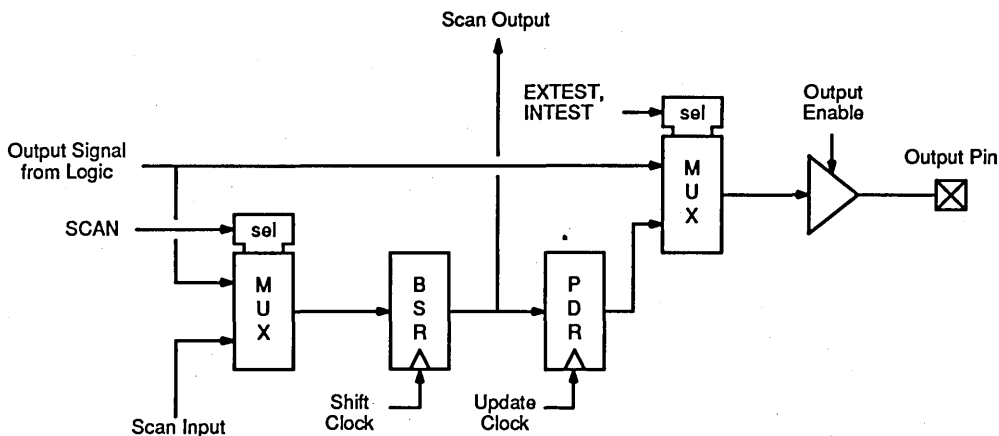 Scan Output
EXTEST,
INTEST
sel
Output
Enable
Output Signal
from Logic
Output Pin
M
U
X
SCAN
sel
M
U
X
B
S
R
P
D
R
Shift
Clock
Update
Clock
Scan Input